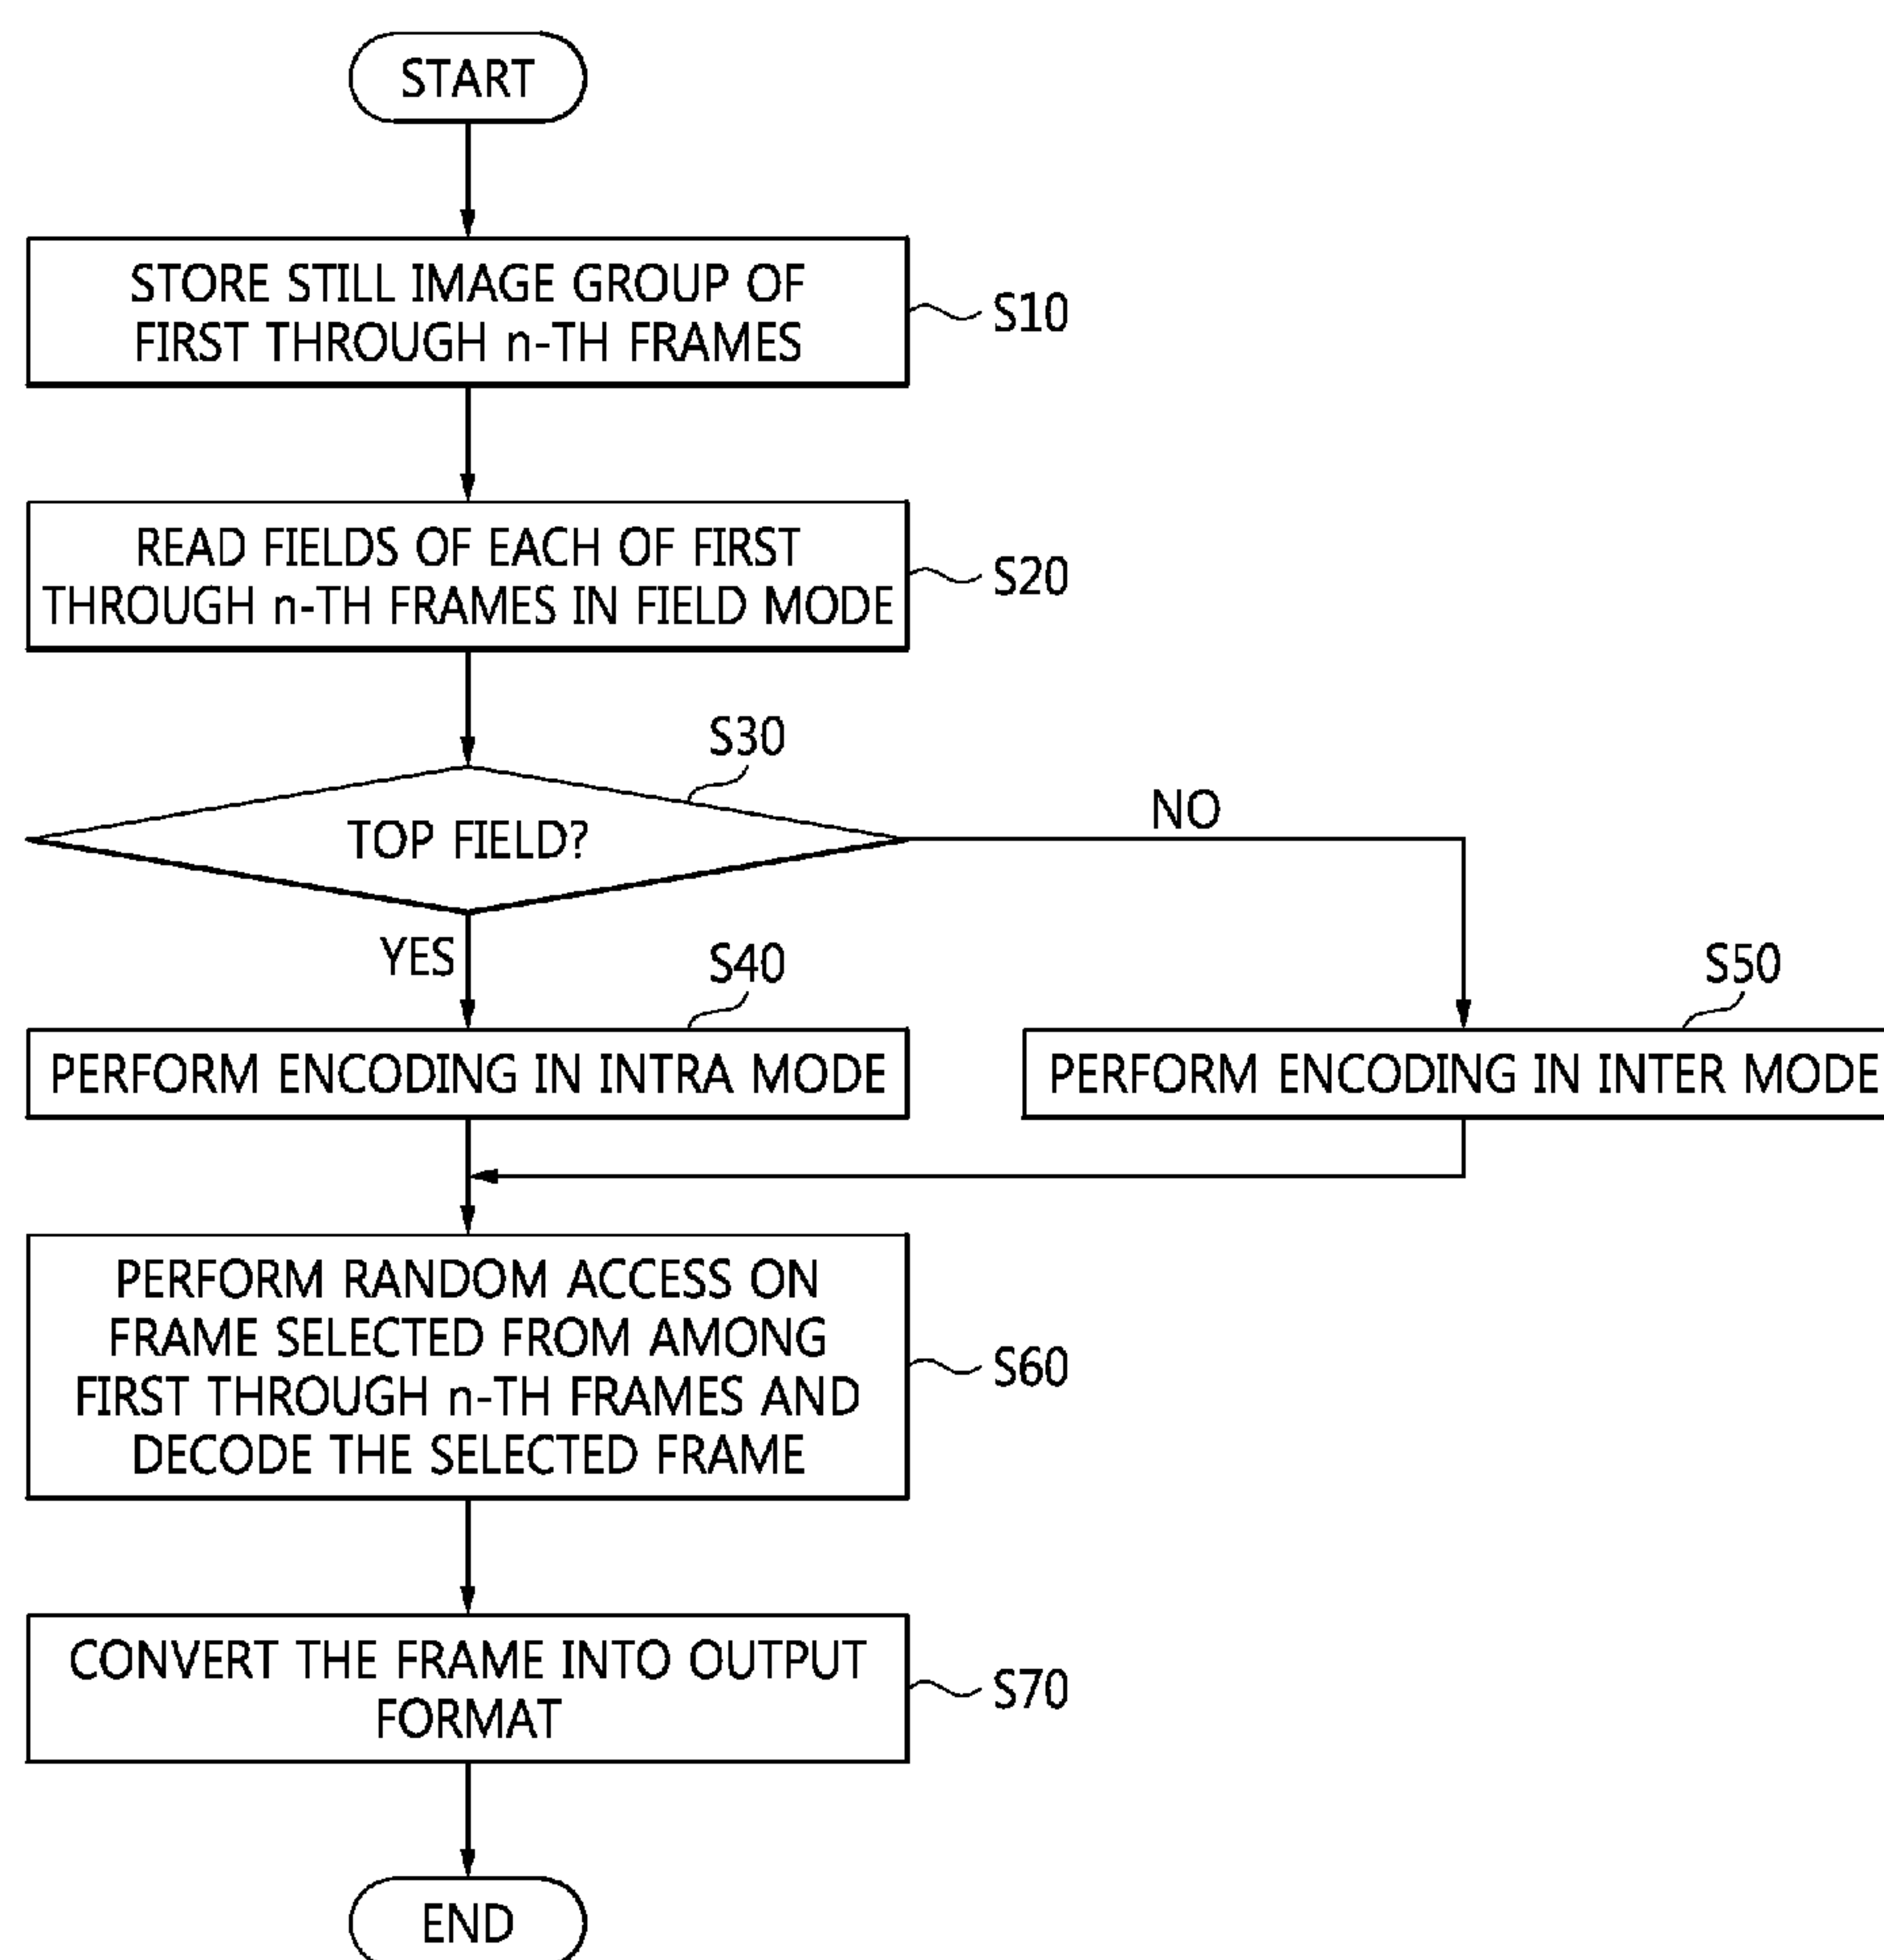 START
STORE STILL IMAGE GROUP OF
FIRST THROUGH n-TH FRAMES
S10
READ FIELDS OF EACH OF FIRST
THROUGH n-TH FRAMES IN FIELD MODE
S20
S30
TOP FIELD?
NO
YES
S40
S50
PERFORM ENCODING IN INTRA MODE
PERFORM ENCODING IN INTER MODE
PERFORM RANDOM ACCESS ON
FRAME SELECTED FROM AMONG
FIRST THROUGH n-TH FRAMES AND
DECODE THE SELECTED FRAME
S60
CONVERT THE FRAME INTO OUTPUT
FORMAT
S70
END